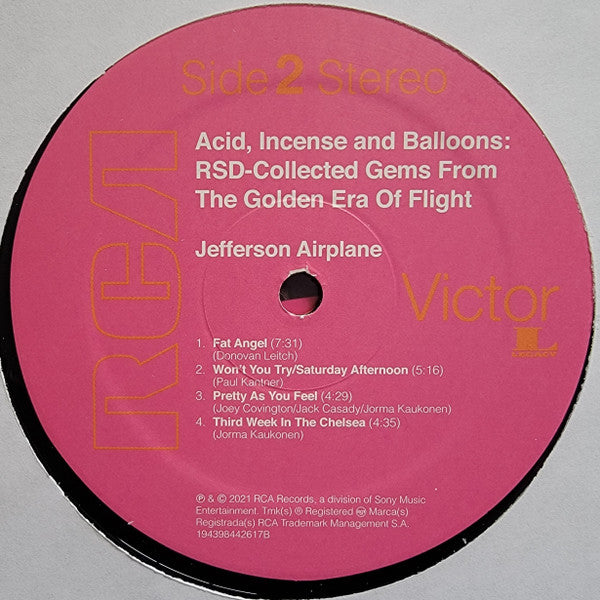 Side 2 Stereo
Acid, Incense and Balloons:
RSD-Collected Gems From
The Golden Era Of Flight
Jefferson Airplane
RCA
Victor
L
LEGACY
1. Fat Angel (7:31)
(Donovan Leitch)
2. Won't You Try/Saturday Afternoon (5:16)
(Paul Kantner)
3. Pretty As You Feel (4:29)
(Joey Covington/Jack Casady/Jorma Kaukonen)
4. Third Week In The Chelsea (4:35)
(Jorma Kaukonen)
℗ & © 2021 RCA Records, a division of Sony Music
Entertainment. Tmk(s) ® Registered RCA Marca(s)
Registrada(s) RCA Trademark Management S.A.
194398442617B